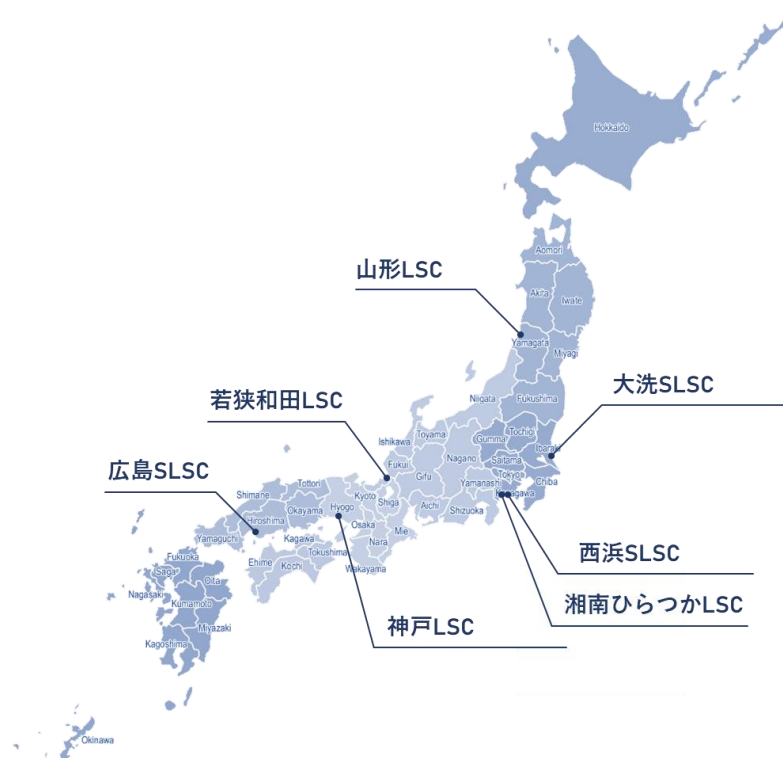 Hokkaido
Aomori
山形LSC
Akita
Iwate
Yamagata
Miyagi
大洗SLSC
若狭和田LSC
Niigata
Fukushima
Ishikawa
Toyama
Gumma
Tochigi
Ibaraki
広島SLSC
Fukui
Nagano
Saitama
Gifu
Tokyo
Chiba
Yamanashi
Kanagawa
Shimane
Tottori
Hyogo
Kyoto
Shiga
Aichi
Shizuoka
Okayama
Hiroshima
Osaka
Mie
Yamaguchi
Kagawa
Nara
Tokushima
Wakayama
Ehime
Kochi
Fukuoka
Saga
Oita
Nagasaki
Kumamoto
Miyazaki
Kagoshima
西浜SLSC
湘南ひらつかLSC
神戸LSC
Okinawa